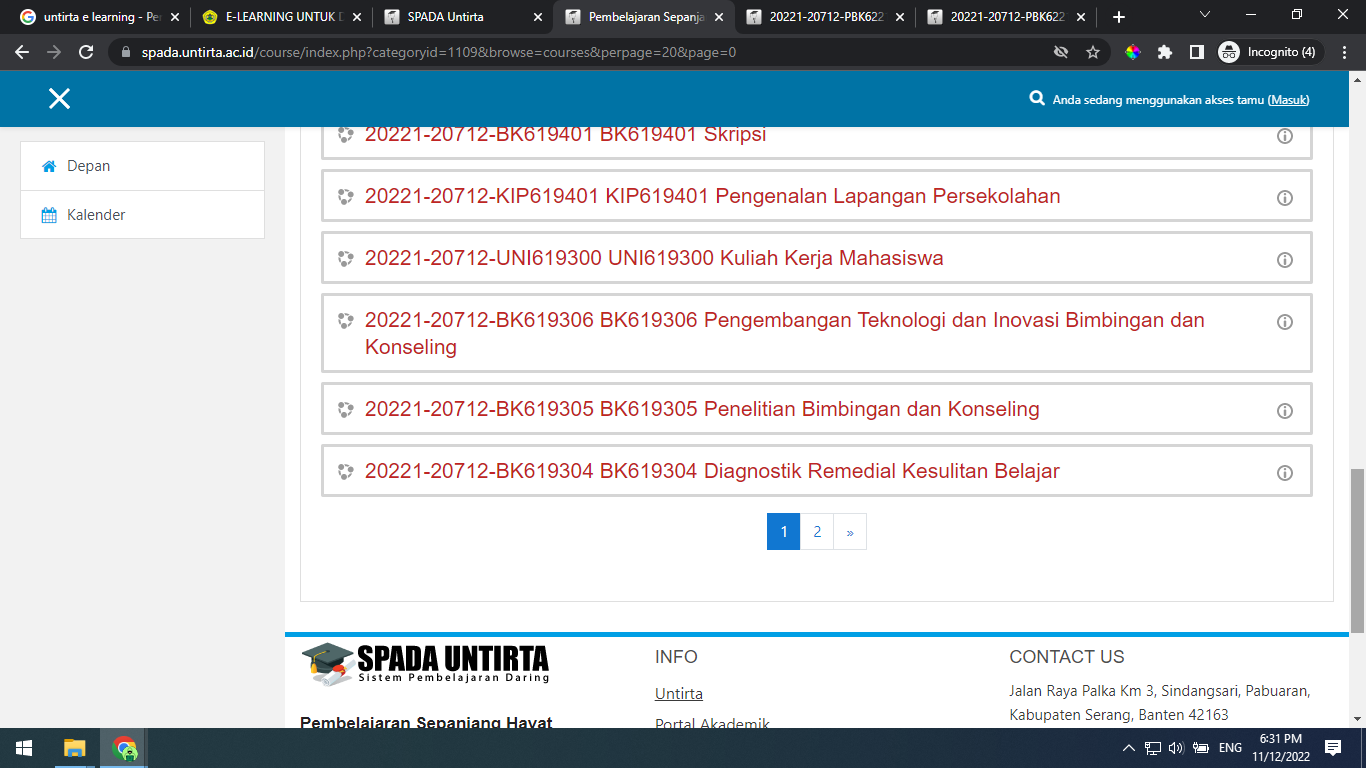 untirta e learning - Pe
E-LEARNING UNTUK D
SPADA Untirta
Pembelajaran Sepanja
20221-20712-PBK622
20221-20712-PBK622
spada.untirta.ac.id/course/index.php?categoryid=1109&browse=courses&perpage=20&page=0
Incognito (4)
Anda sedang menggunakan akses tamu (Masuk)
Depan
Kalender
20221-20712-BK619401 BK619401 Skripsi
20221-20712-KIP619401 KIP619401 Pengenalan Lapangan Persekolahan
20221-20712-UNI619300 UNI619300 Kuliah Kerja Mahasiswa
20221-20712-BK619306 BK619306 Pengembangan Teknologi dan Inovasi Bimbingan dan
Konseling
20221-20712-BK619305 BK619305 Penelitian Bimbingan dan Konseling
20221-20712-BK619304 BK619304 Diagnostik Remedial Kesulitan Belajar
1 2 »
SPADA UNTIRTA
Sistem Pembelajaran Daring
Pembelajaran Sepanjang Hayat
INFO
Untirta
Portal Akademik
CONTACT US
Jalan Raya Palka Km 3, Sindangsari, Pabuaran,
Kabupaten Serang, Banten 42163
ENG
6:31 PM
11/12/2022